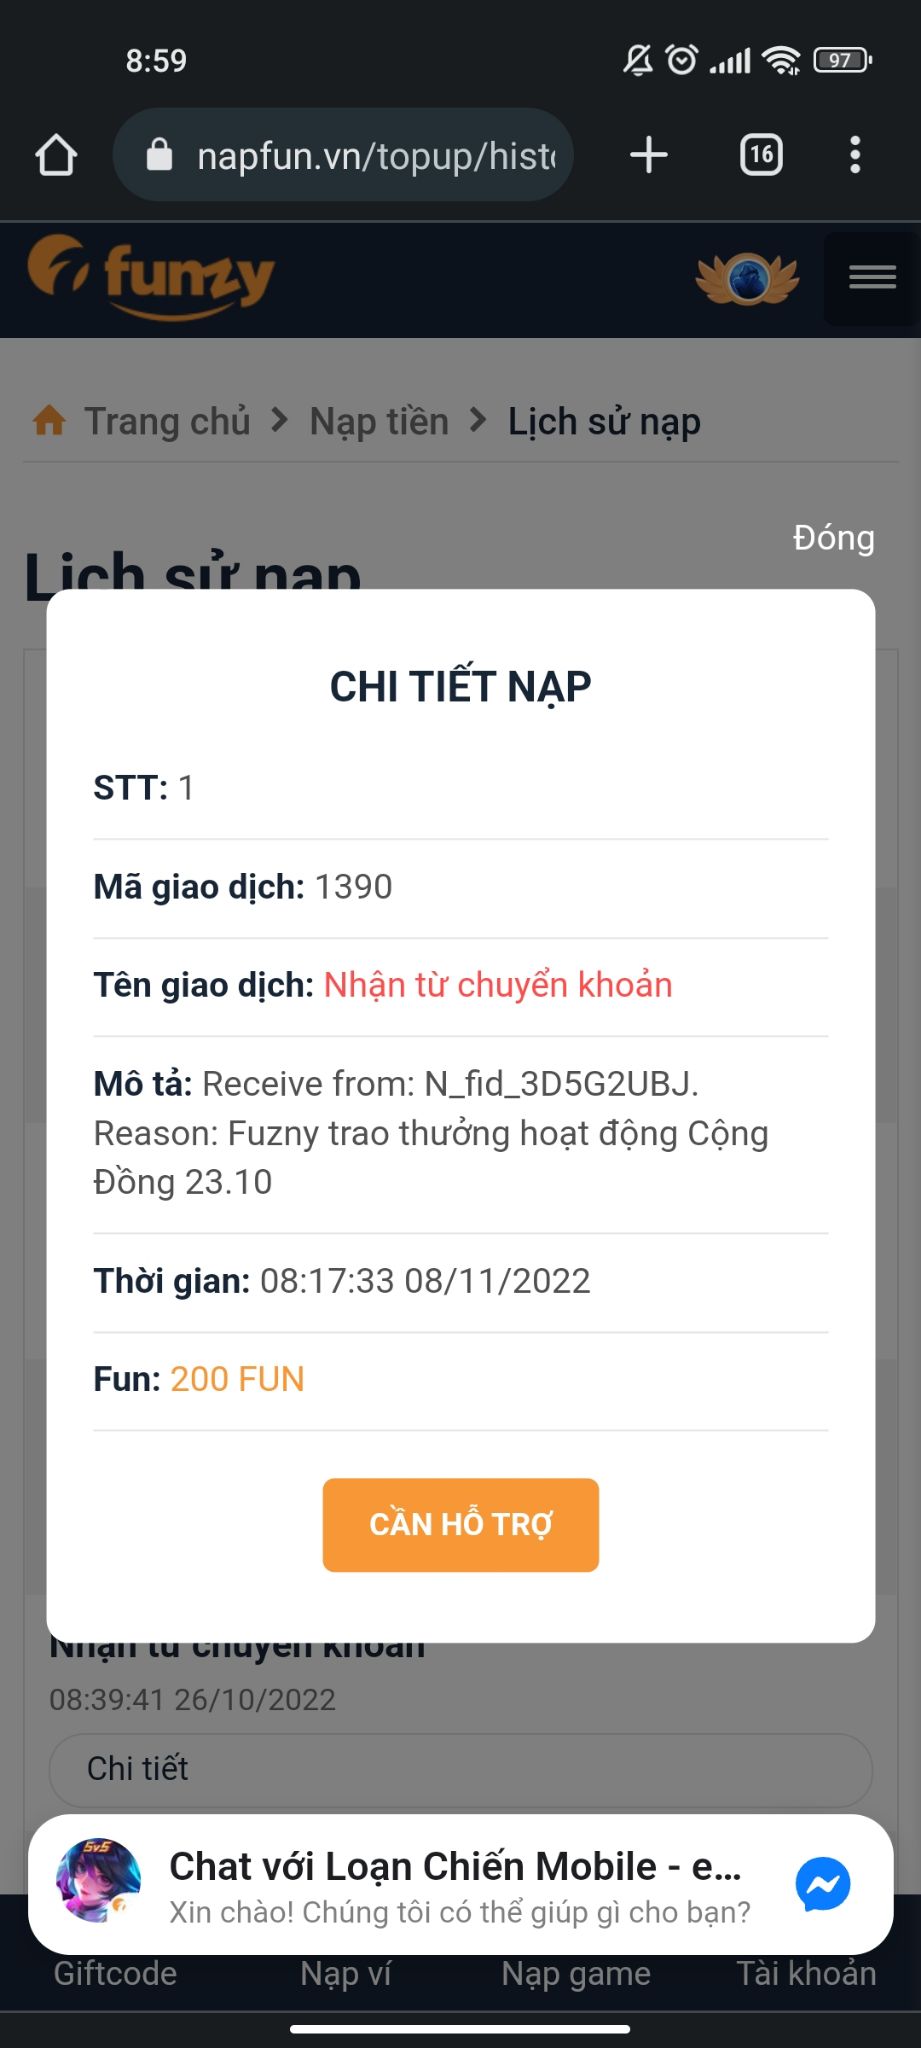 8:59
97
napfun.vn/topup/histo
16
funzy
Trang chủ > Nạp tiền > Lịch sử nạp
Đóng
Lịch sử nạp
CHI TIẾT NẠP
STT: 1
Mã giao dịch: 1390
Tên giao dịch: Nhận từ chuyển khoản
Mô tả: Receive from: N_fid_3D5G2UBJ.
Reason: Fuzny trao thưởng hoạt động Cộng
Đồng 23.10
Thời gian: 08:17:33 08/11/2022
Fun: 200 FUN
CẦN HỖ TRỢ
Nhận từ chuyển khoản
08:39:41 26/10/2022
Chi tiết
5v5
Chat với Loạn Chiến Mobile - e...
Xin chào! Chúng tôi có thể giúp gì cho bạn?
Giftcode Nạp ví Nạp game Tài khoản